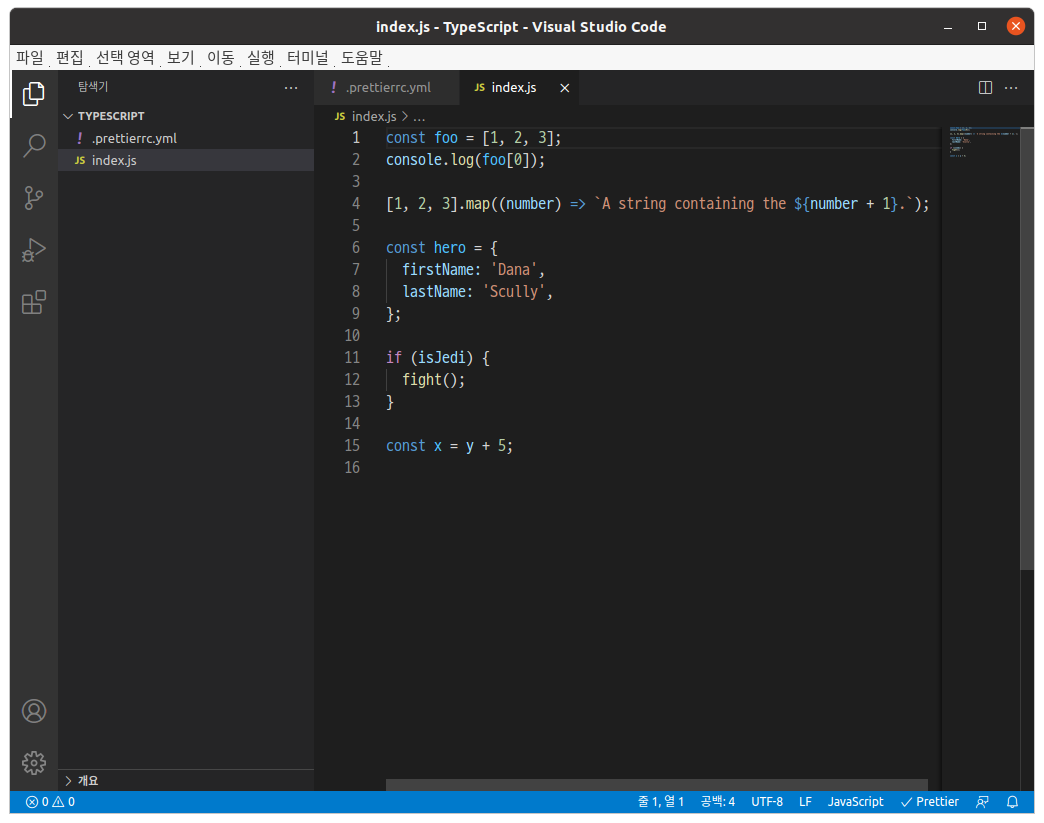 index.js - TypeScript - Visual Studio Code
파일 편집 선택 영역 보기 이동 실행 터미널 도움말
탐색기 ...
TYPESCRIPT
! .prettierrc.yml
JS index.js
개요
! .prettierrc.yml JS index.js
JS index.js > ...
1 const foo = [1, 2, 3];
2 console.log(foo[0]);
3
4 [1, 2, 3].map((number) => `A string containing the ${number + 1}.`);
5
6 const hero = {
7   firstName: 'Dana',
8   lastName: 'Scully',
9 };
10
11 if (isJedi) {
12   fight();
13 }
14
15 const x = y + 5;
16
0 0 줄 1, 열 1 공백: 4 UTF-8 LF JavaScript Prettier